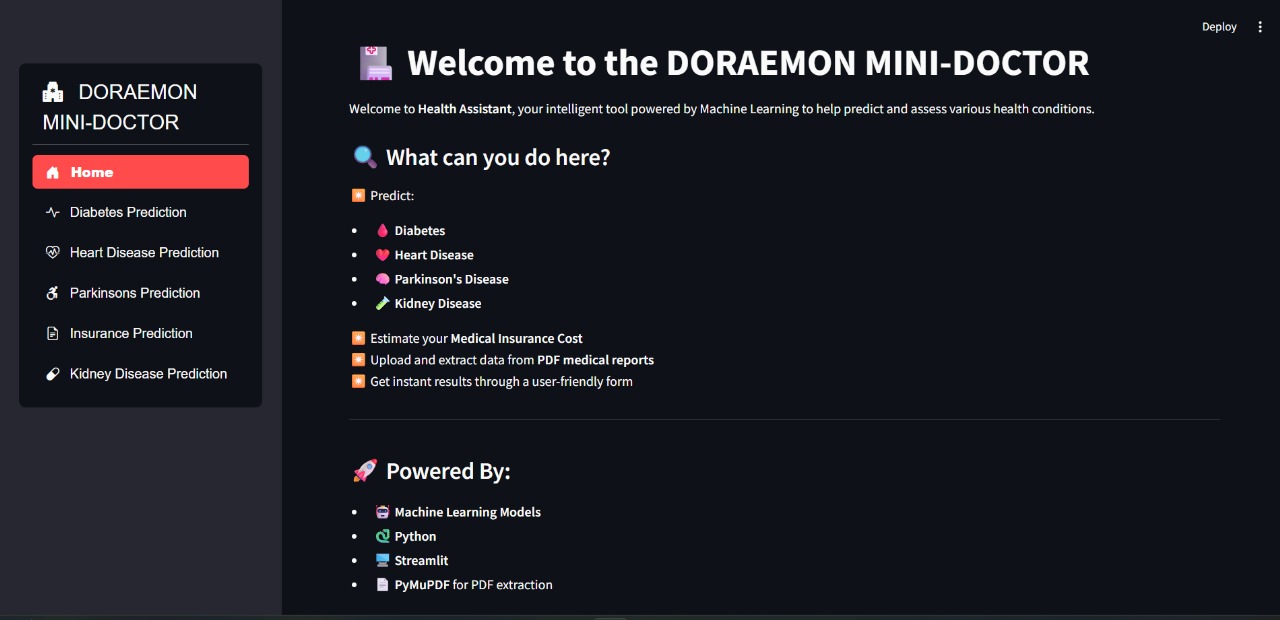 Deploy
DORAEMON
MINI-DOCTOR
Home
Diabetes Prediction
Heart Disease Prediction
Parkinsons Prediction
Insurance Prediction
Kidney Disease Prediction
Welcome to the DORAEMON MINI-DOCTOR
Welcome to Health Assistant, your intelligent tool powered by Machine Learning to help predict and assess various health conditions.
What can you do here?
Predict:
Diabetes
Heart Disease
Parkinson's Disease
Kidney Disease
Estimate your Medical Insurance Cost
Upload and extract data from PDF medical reports
Get instant results through a user-friendly form
Powered By:
Machine Learning Models
Python
Streamlit
PyMuPDF for PDF extraction